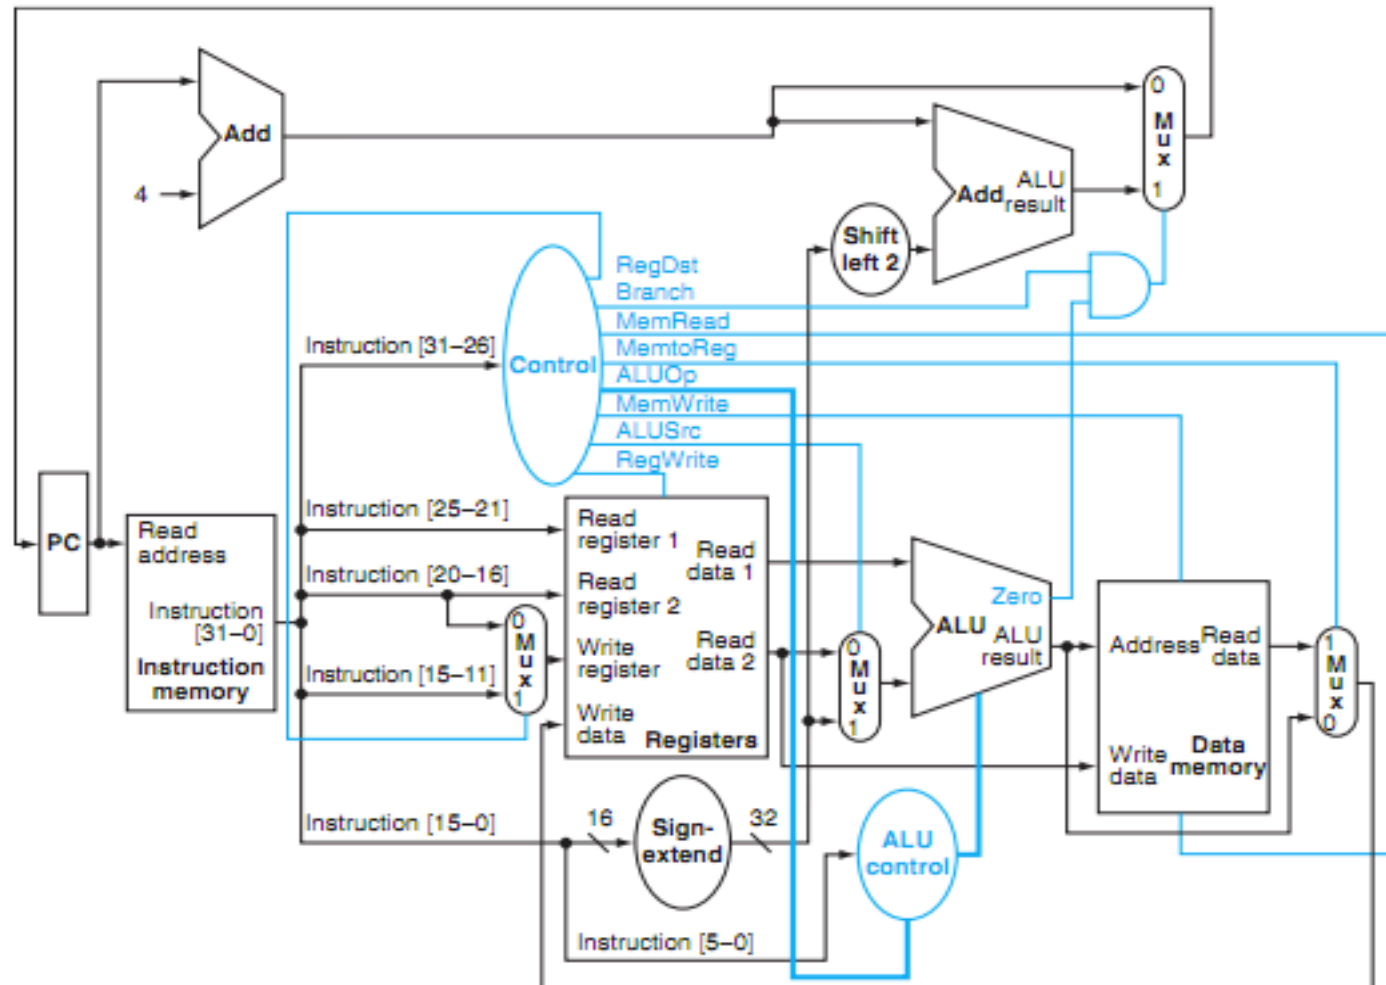 0
M
u
x
1
Add
4
Add
ALU
result
Shift
left 2
RegDst
Branch
MemRead
MemtoReg
ALUOp
MemWrite
ALUSrc
RegWrite
Control
Instruction [31–26]
Instruction [25–21]
Instruction [20–16]
Instruction [15–11]
Instruction [15–0]
Instruction [5–0]
PC
Read
address
Instruction
[31–0]
Instruction
memory
0
M
u
x
1
Read
register 1
Read
register 2
Write
register
Write
data
Read
data 1
Read
data 2
Registers
0
M
u
x
1
Zero
ALU
ALU
result
Address
Read
data
Write
data
Data
memory
1
M
u
x
0
16
Sign-
extend
32
ALU
control